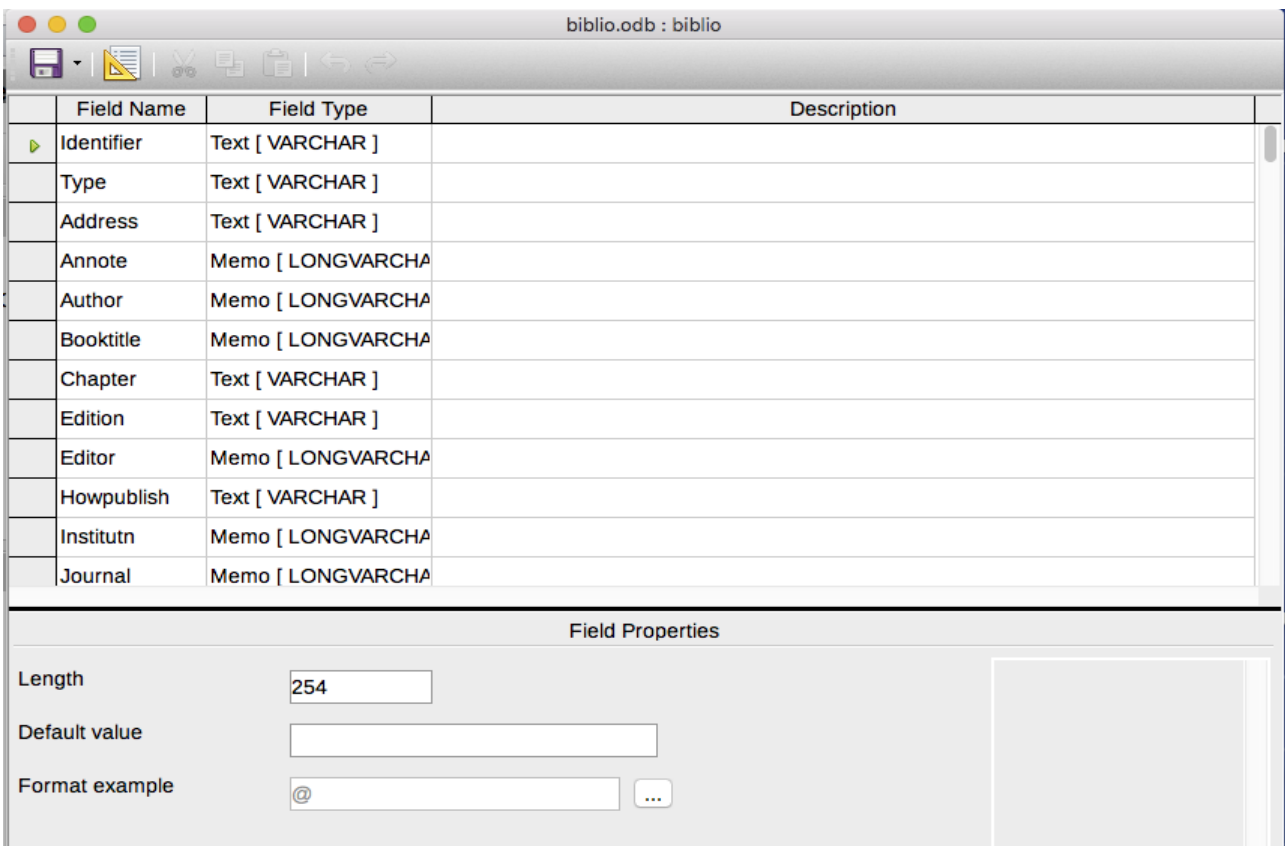 biblio.odb : biblio
Field Name Field Type Description
Identifier Text [ VARCHAR ]
Type Text [ VARCHAR ]
Address Text [ VARCHAR ]
Annote Memo [ LONGVARCHA
Author Memo [ LONGVARCHA
Booktitle Memo [ LONGVARCHA
Chapter Text [ VARCHAR ]
Edition Text [ VARCHAR ]
Editor Memo [ LONGVARCHA
Howpublish Text [ VARCHAR ]
Institutn Memo [ LONGVARCHA
Journal Memo [ LONGVARCHA
Field Properties
Length 254
Default value
Format example @ ...